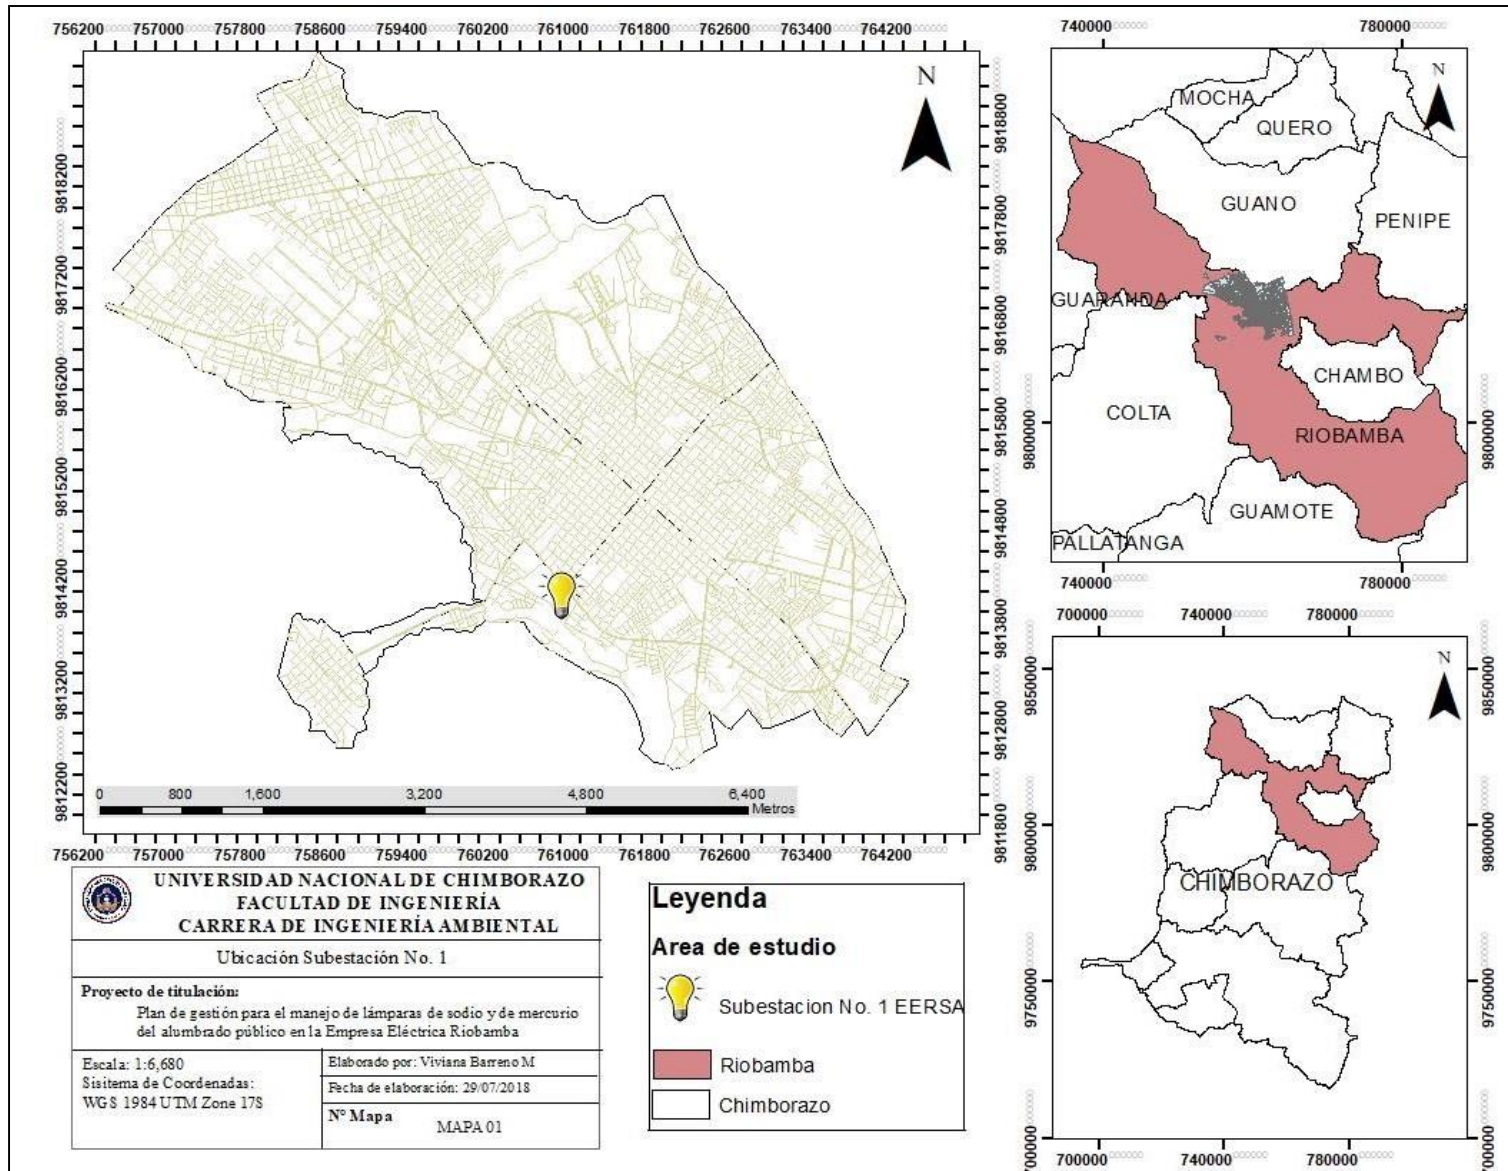 756200 757000 757800 758600 759400 760200 761000 761800 762600 763400 764200
N
9818200
9817200
9816200
9815200
9814200
9813200
9812200
9818800
9817800
9816800
9815800
9814800
9813800
9812800
9811800
0 800 1,600 3,200 4,800 6,400
Metros
756200 757000 757800 758600 759400 760200 761000 761800 762600 763400 764200
740000 780000
N
MOCHA
QUERO
GUANO
PENIPE
GUARANDA
CHAMBO
COLTA
RIOBAMBA
GUAMOTE
PALLATANGA
9800000
9800000
740000 780000
700000 740000 780000
N
9850000
9800000
9750000
9700000
CHIMBORAZO
9850000
9800000
9750000
9700000
700000 740000 780000
UNIVERSIDAD NACIONAL DE CHIMBORAZO
FACULTAD DE INGENIERÍA
CARRERA DE INGENIERÍA AMBIENTAL
Ubicación Subestación No. 1
Proyecto de titulación:
Plan de gestión para el manejo de lámparas de sodio y de mercurio
del alumbrado público en la Empresa Eléctrica Riobamba
Escala: 1:6,680
Sisitema de Coordenadas:
WGS 1984 UTM Zone 17S
Elaborado por: Viviana Barreno M
Fecha de elaboración: 29/07/2018
N° Mapa
MAPA 01
Leyenda
Area de estudio
Subestacion No. 1 EERSA
Riobamba
Chimborazo